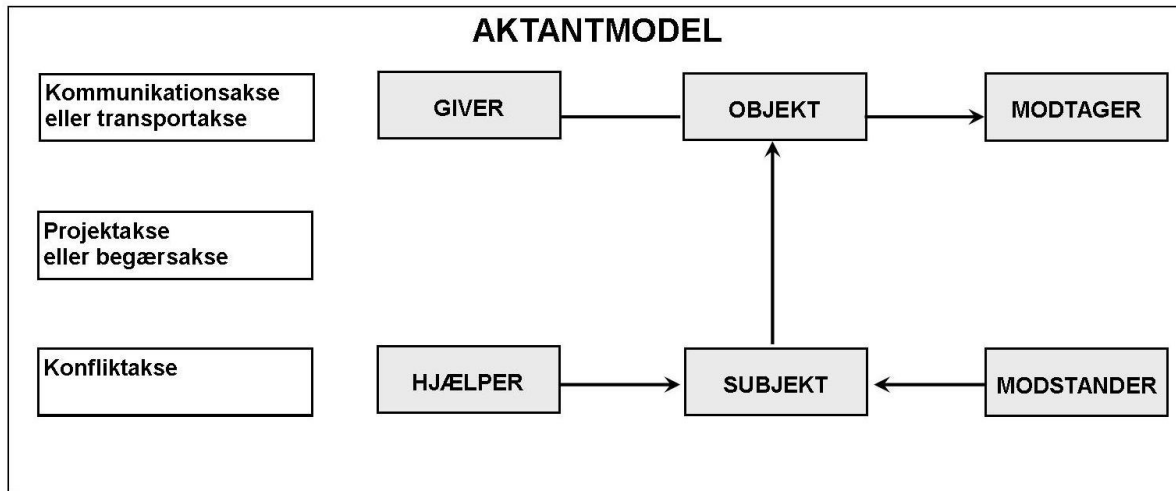 AKTANTMODEL
Kommunikationsakse
eller transportakse
GIVER
OBJEKT
MODTAGER
Projektakse
eller begærsakse
Konfliktakse
HJÆLPER
SUBJEKT
MODSTANDER